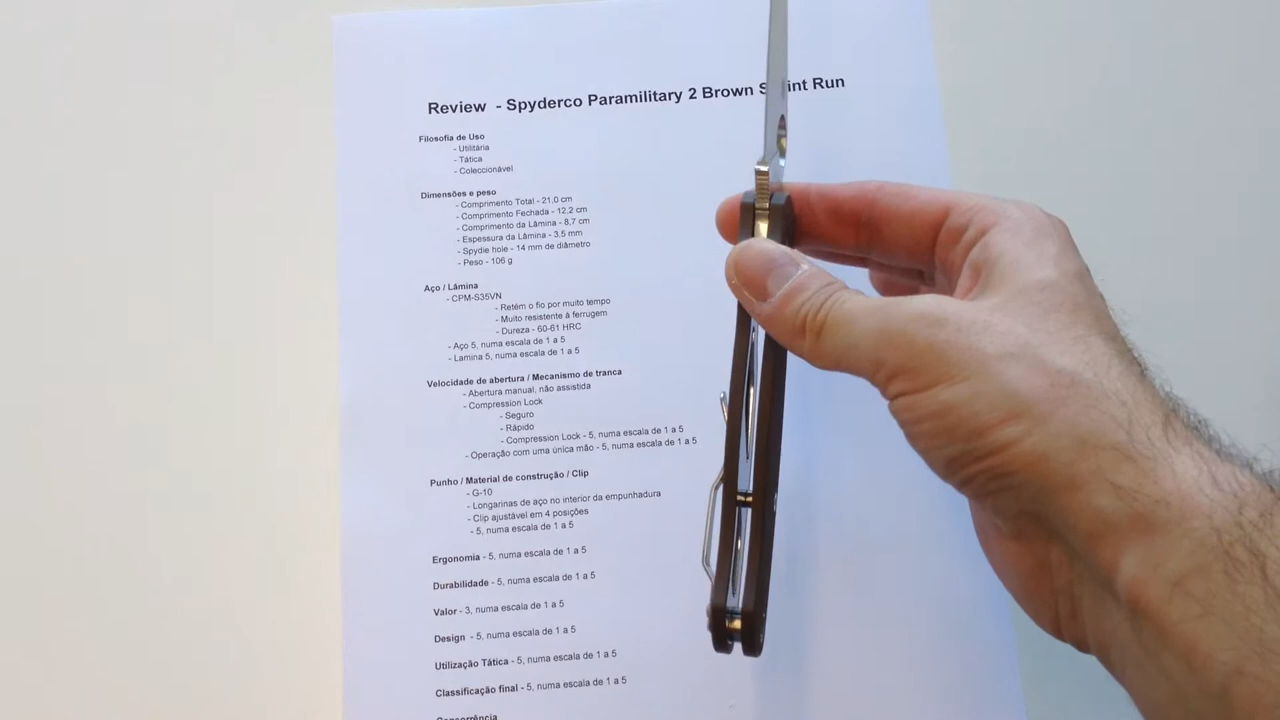 Review - Spyderco Paramilitary 2 Brown S int Run
Filosofia de Uso
- Utilitária
- Tática
- Coleccionável
Dimensões e peso
- Comprimento Total - 21,0 cm
- Comprimento Fechada - 12,2 cm
- Comprimento da Lâmina - 8,7 cm
- Espessura da Lâmina - 3,5 mm
- Spydie hole - 14 mm de diâmetro
- Peso - 106 g
Aço / Lâmina
- CPM-S35VN
- Retém o fio por muito tempo
- Muito resistente à ferrugem
- Dureza - 60-61 HRC
- Aço 5, numa escala de 1 a 5
- Lamina 5, numa escala de 1 a 5
Velocidade de abertura / Mecanismo de tranca
- Abertura manual, não assistida
- Compression Lock
- Seguro
- Rápido
- Compression Lock - 5, numa escala de 1 a 5
- Operação com uma única mão - 5, numa escala de 1 a 5
Punho / Material de construção / Clip
- G-10
- Longarinas de aço no interior da empunhadura
- Clip ajustável em 4 posições
- 5, numa escala de 1 a 5
Ergonomia - 5, numa escala de 1 a 5
Durabilidade - 5, numa escala de 1 a 5
Valor - 3, numa escala de 1 a 5
Design - 5, numa escala de 1 a 5
Utilização Tática - 5, numa escala de 1 a 5
Classificação final - 5, numa escala de 1 a 5
Concorrência